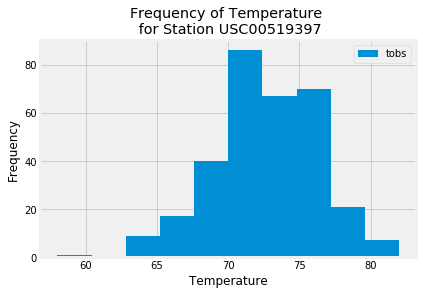 Frequency of Temperature
for Station USC00519397
tobs
80
60
40
20
0
Frequency
60 65 70 75 80
Temperature